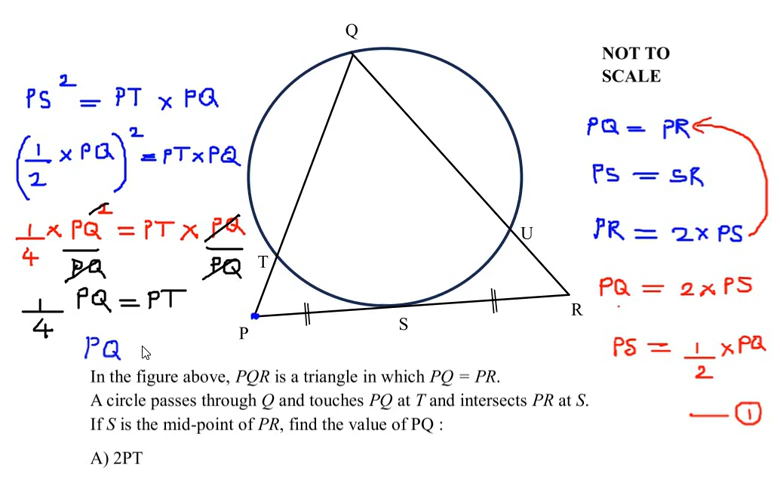 Q
NOT TO
SCALE
PS² = PT × PQ
(1/2 × PQ)² = PT × PQ
1/4 × PQ²/PQ = PT × PQ/PQ
1/4 PQ = PT
PQ
PQ = PR
PS = SR
PR = 2 × PS
PQ = 2 × PS
PS = 1/2 × PQ
— ①
T
U
P
S
R
In the figure above, PQR is a triangle in which PQ = PR.
A circle passes through Q and touches PQ at T and intersects PR at S.
If S is the mid-point of PR, find the value of PQ :
A) 2PT